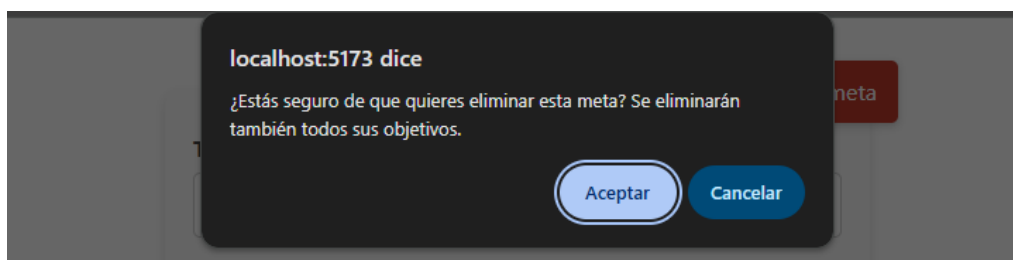 localhost:5173 dice
¿Estás seguro de que quieres eliminar esta meta? Se eliminarán
también todos sus objetivos.
meta
Aceptar
Cancelar